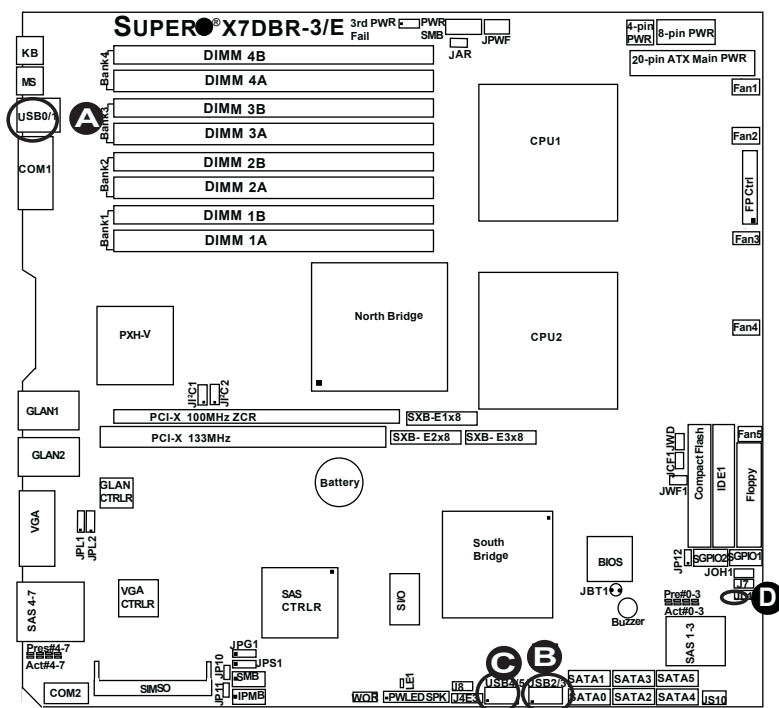 SUPER ® X7DBR-3/E
3rd PWR Fail
PWR SMB
JAR
JPWF
4-pin PWR
8-pin PWR
20-pin ATX Main PWR
KB
MS
USB0/1
A
COM1
Bank4
DIMM 4B
DIMM 4A
Bank3
DIMM 3B
DIMM 3A
Bank2
DIMM 2B
DIMM 2A
Bank1
DIMM 1B
DIMM 1A
CPU1
Fan1
Fan2
FP Ctrl
Fan3
North Bridge
CPU2
Fan4
PXH-V
JI²C1
JI²C2
GLAN1
PCI-X 100MHz ZCR
SXB-E1x8
PCI-X 133MHz
SXB- E2x8
SXB- E3x8
GLAN2
GLAN CTRLR
Battery
JWD
JCF1
JWF1
Compact Flash
IDE1
Fan5
Floppy
VGA
JPL1
JPL2
South Bridge
BIOS
JP12
SGPIO2
SGPIO1
JOH1
J7
D
JBT1
Buzzer
Pre#0-3
Act#0-3
SAS 1-3
SAS 4-7
VGA CTRLR
SAS CTRLR
SIO
Pres#4-7
Act#4-7
JPG1
JP10
JPS1
JP11
SMB
IPMB
COM2
SIMSO
LE1
C
B
WOR
PWLED
SPK
J8
J4E3
USB4/5
USB2/3
SATA1
SATA3
SATA5
SATA0
SATA2
SATA4
JS10